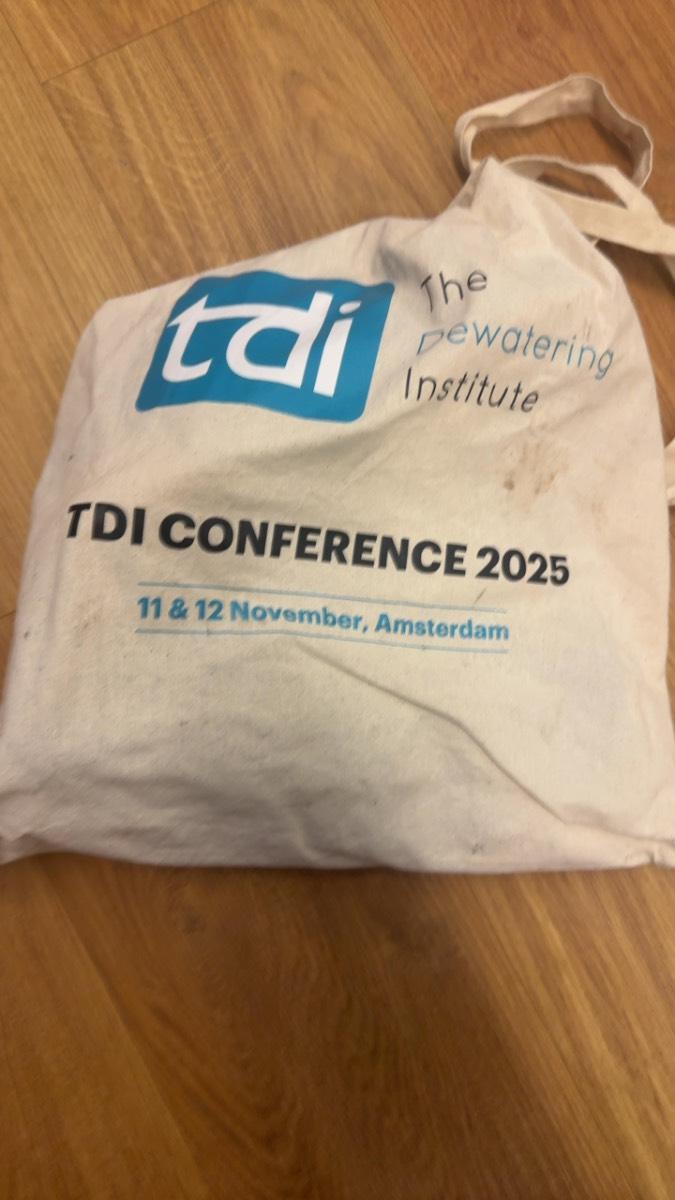 tdi
The
Dewatering
Institute
TDI CONFERENCE 2025
11 & 12 November, Amsterdam